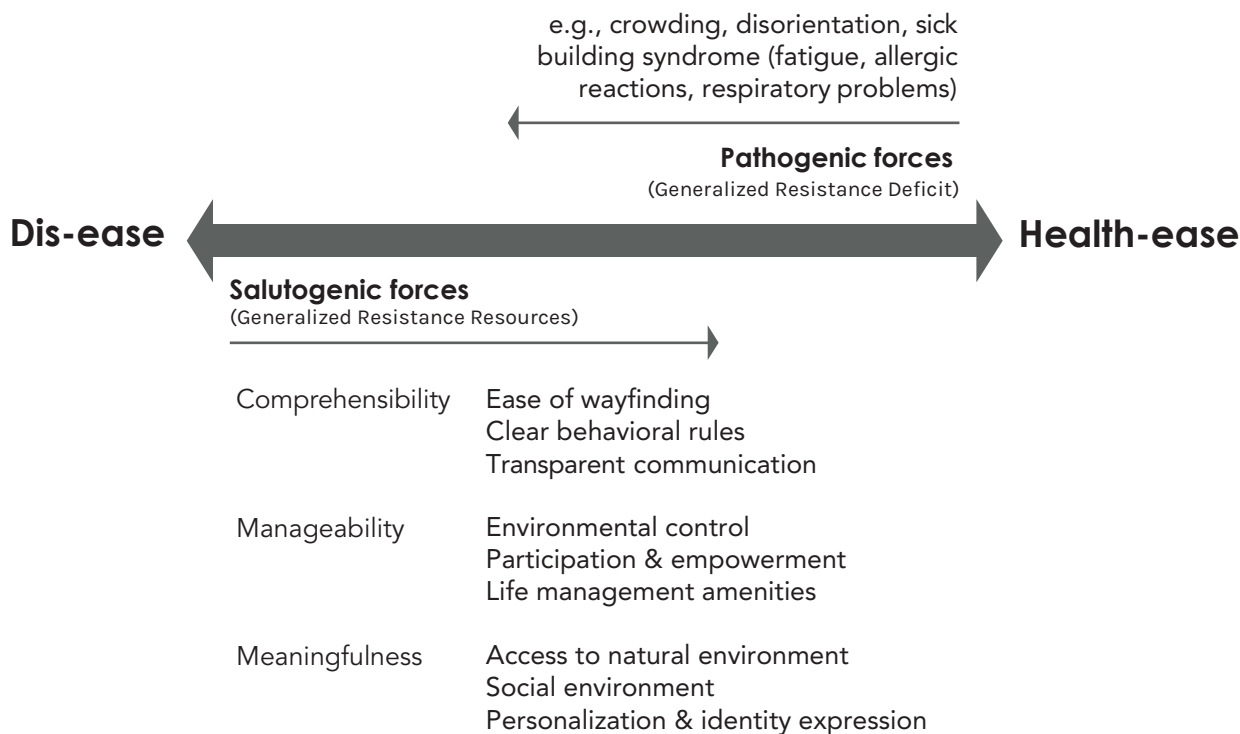 e.g., crowding, disorientation, sick
building syndrome (fatigue, allergic
reactions, respiratory problems)
Pathogenic forces
(Generalized Resistance Deficit)
Dis-ease
Health-ease
Salutogenic forces
(Generalized Resistance Resources)
Comprehensibility
Ease of wayfinding
Clear behavioral rules
Transparent communication
Manageability
Environmental control
Participation & empowerment
Life management amenities
Meaningfulness
Access to natural environment
Social environment
Personalization & identity expression